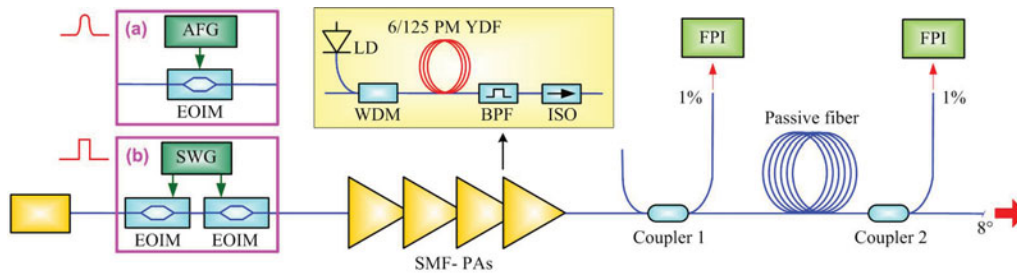 (a)
AFG
EOIM
(b)
SWG
EOIM
EOIM
LD
6/125 PM YDF
WDM
BPF
ISO
SMF- PAs
FPI
1%
Coupler 1
Passive fiber
FPI
1%
Coupler 2
8°